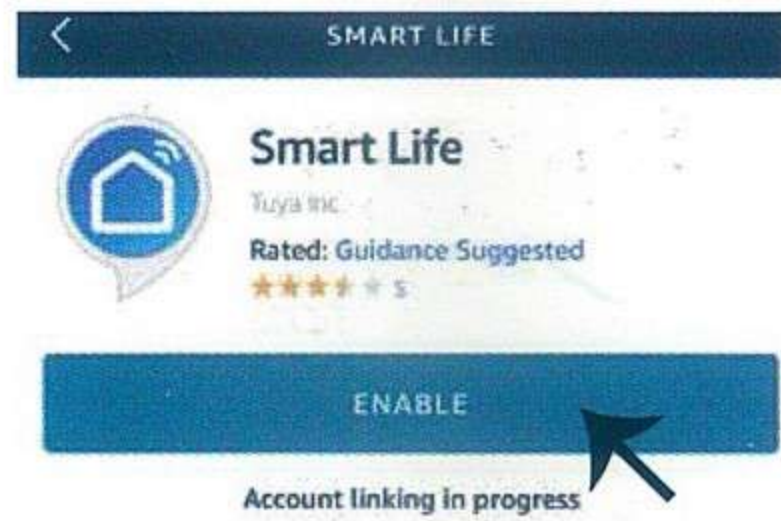 SMART LIFE
Smart Life
Tuya Inc
Rated: Guidance Suggested
5
ENABLE
Account linking in progress